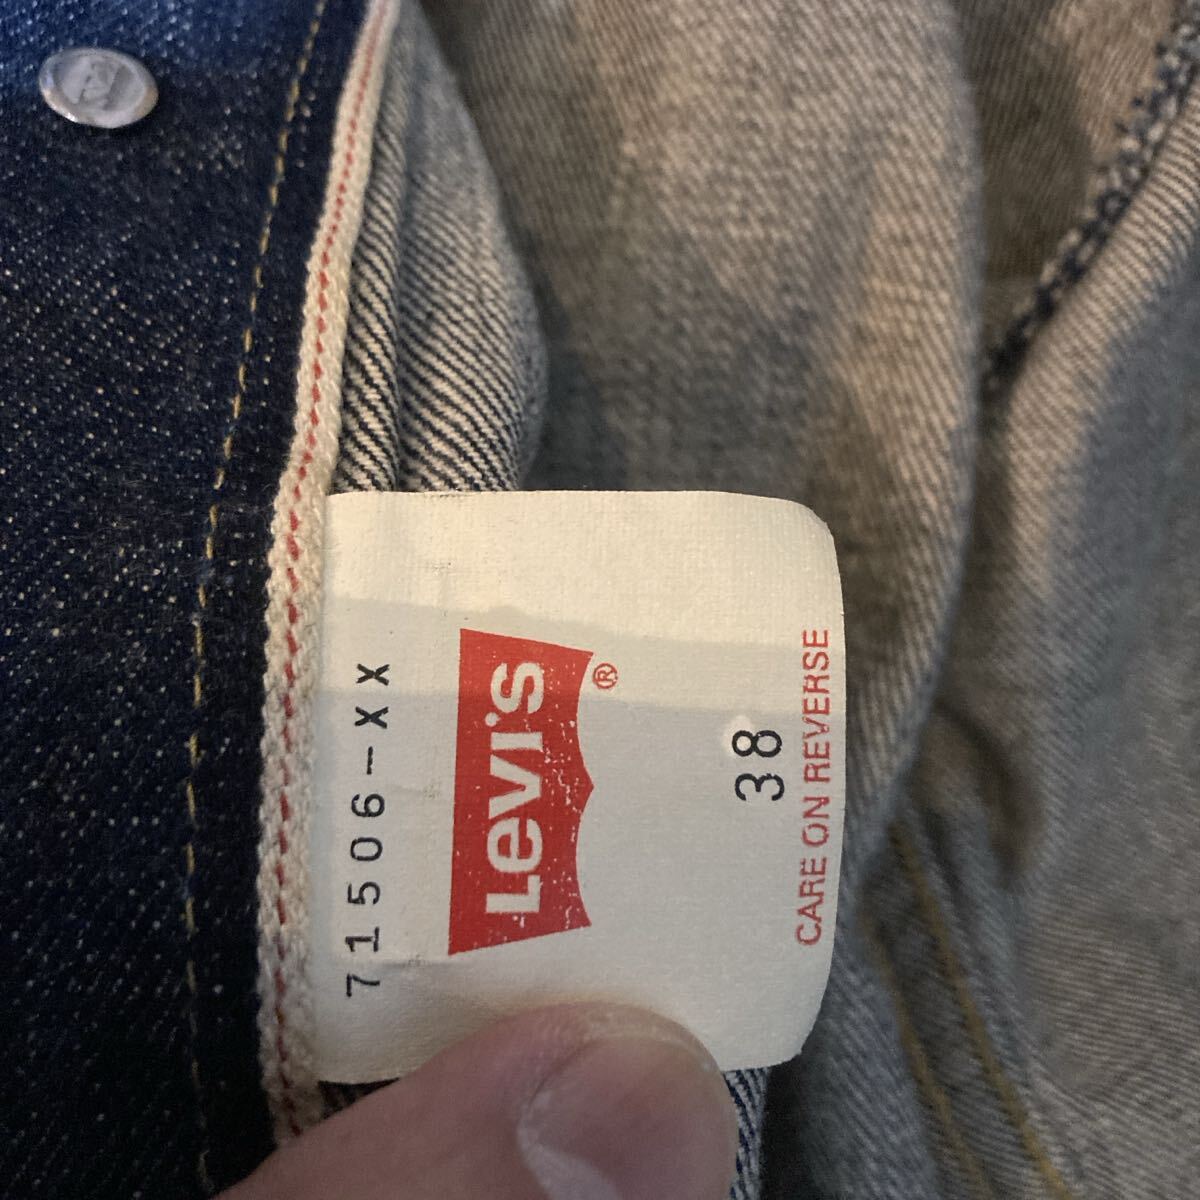 71506-XX
Levi's®
38
CARE ON REVERSE